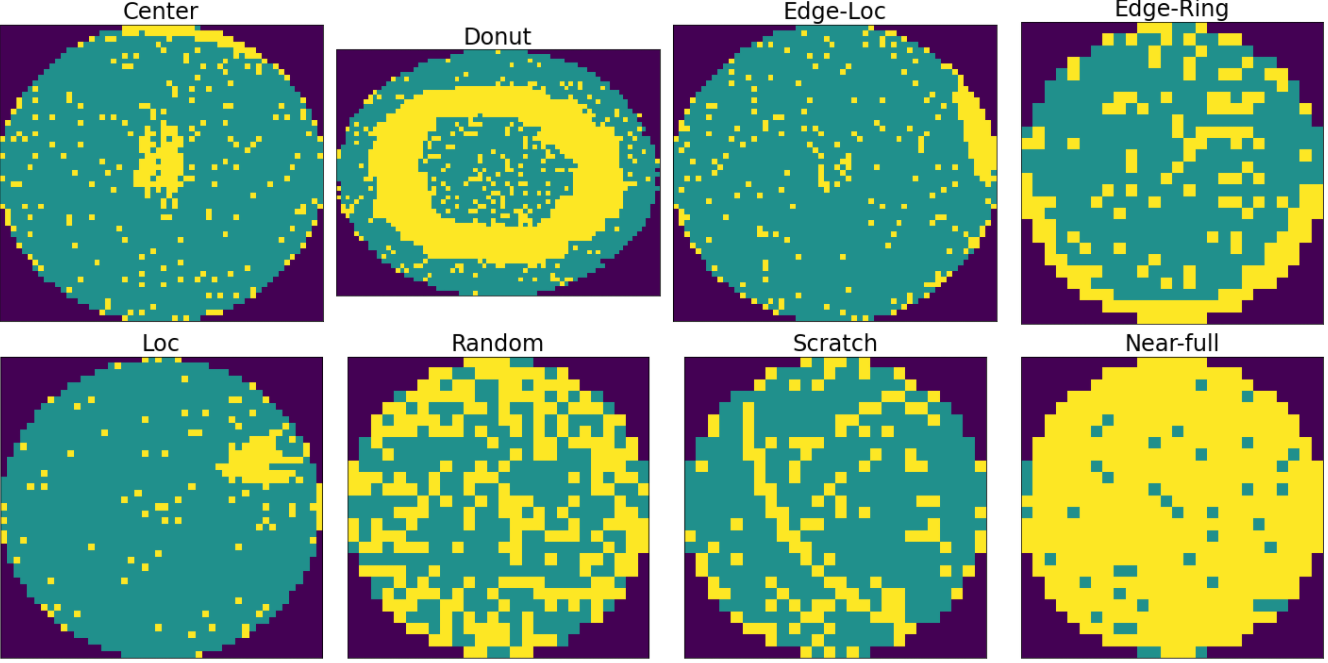 Center
Donut
Edge-Loc
Edge-Ring
Loc
Random
Scratch
Near-full